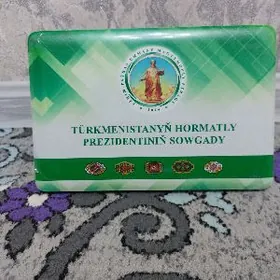 TÜRKMENISTANYŇ HORMATLY
PREZIDENTINIŇ SOWGADY